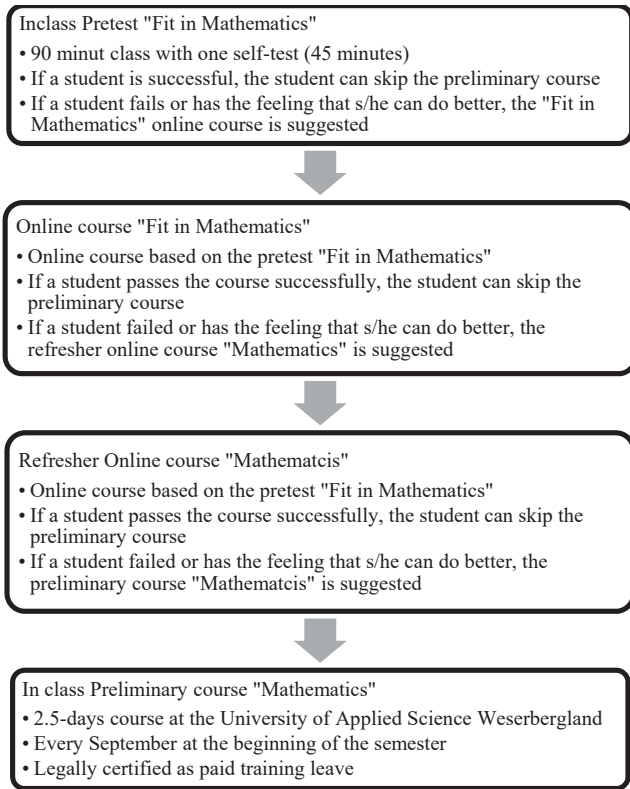 Inclass Pretest "Fit in Mathematics"
• 90 minut class with one self-test (45 minutes)
• If a student is successful, the student can skip the preliminary course
• If a student fails or has the feeling that s/he can do better, the "Fit in
Mathematics" online course is suggested
Online course "Fit in Mathematics"
• Online course based on the pretest "Fit in Mathematics"
• If a student passes the course successfully, the student can skip the
preliminary course
• If a student failed or has the feeling that s/he can do better, the
refresher online course "Mathematics" is suggested
Refresher Online course "Mathematcis"
• Online course based on the pretest "Fit in Mathematics"
• If a student passes the course successfully, the student can skip the
preliminary course
• If a student failed or has the feeling that s/he can do better, the
preliminary course "Mathematcis" is suggested
In class Preliminary course "Mathematics"
• 2.5-days course at the University of Applied Science Weserbergland
• Every September at the beginning of the semester
• Legally certified as paid training leave